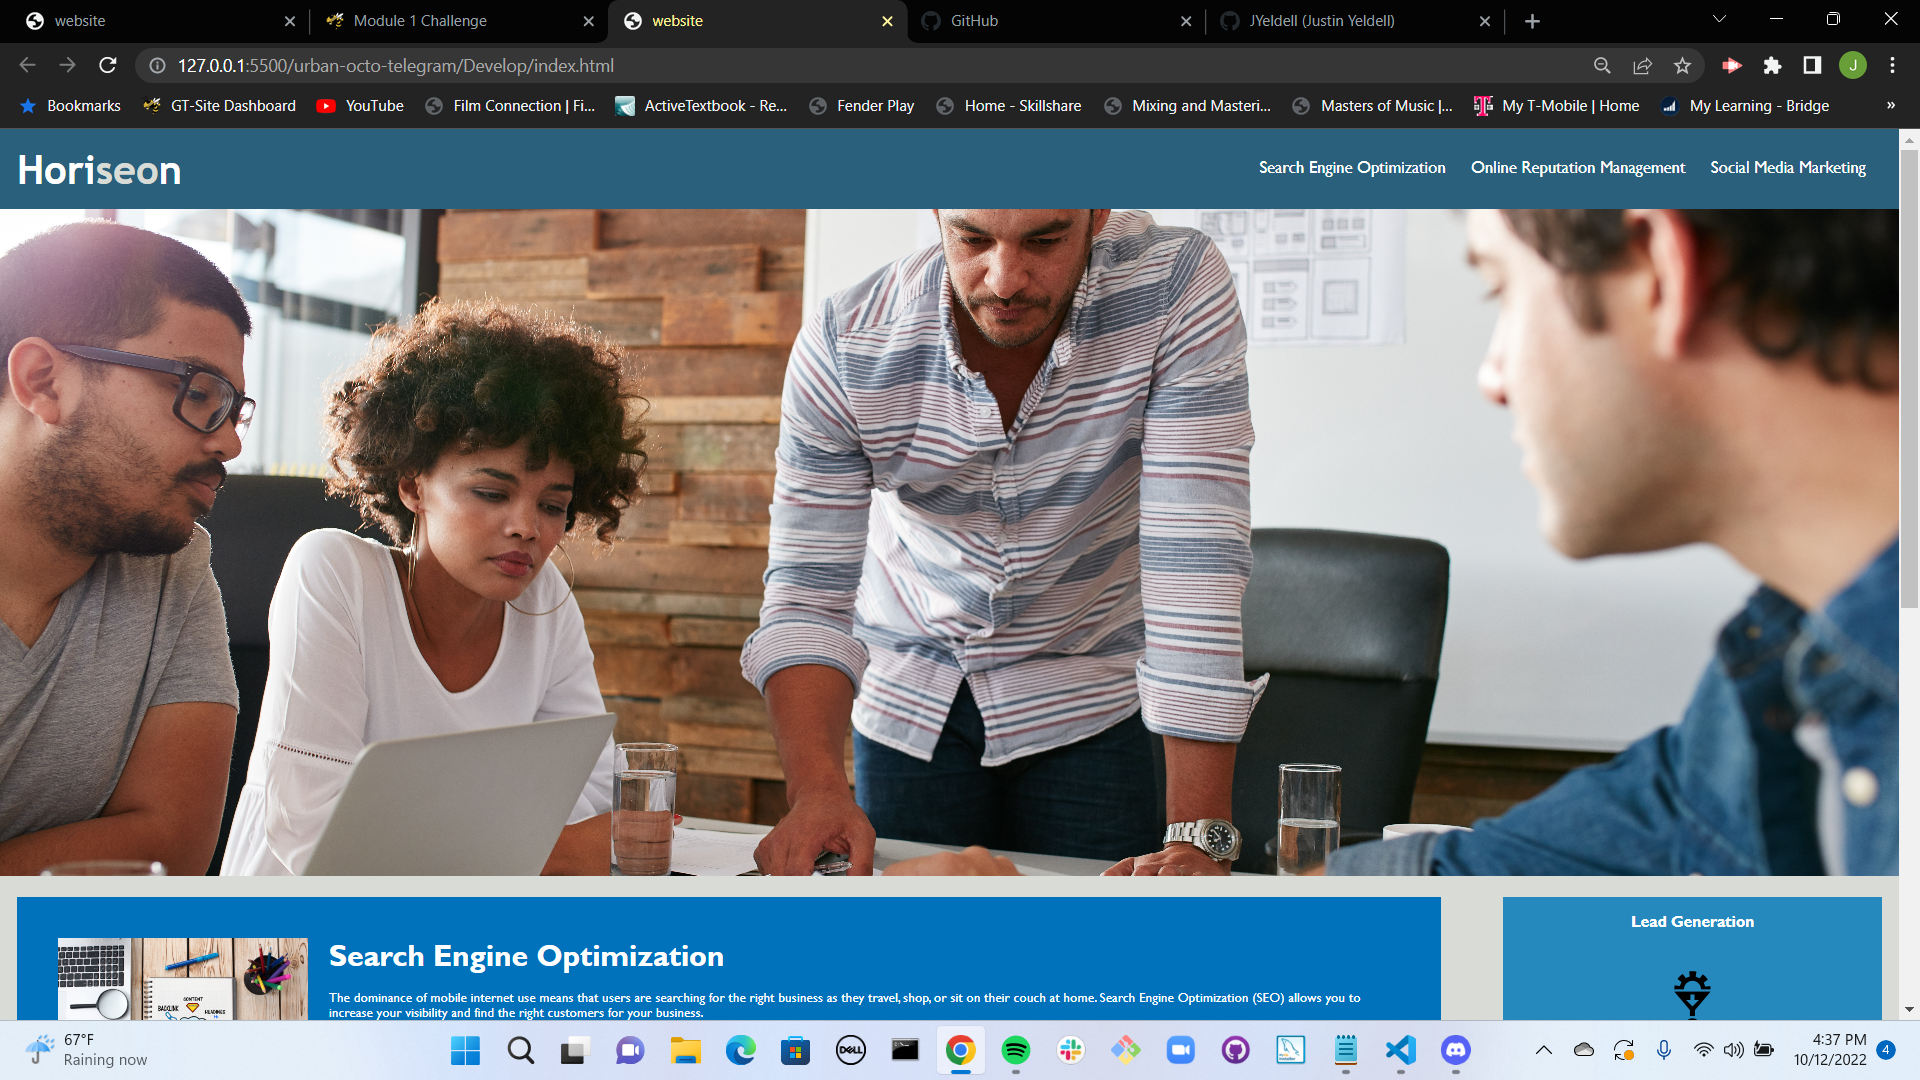 website
Module 1 Challenge
website
GitHub
JYeldell (Justin Yeldell)
127.0.0.1:5500/urban-octo-telegram/Develop/index.html
J
Bookmarks
GT-Site Dashboard
YouTube
Film Connection | Fi...
ActiveTextbook - Re...
Fender Play
Home - Skillshare
Mixing and Masteri...
Masters of Music |...
My T-Mobile | Home
My Learning - Bridge
»
Horiseon
Search Engine Optimization
Online Reputation Management
Social Media Marketing
Lead Generation
Search Engine Optimization
CONTENT
BACKLINK
HEADINGS
The dominance of mobile internet use means that users are searching for the right business as they travel, shop, or sit on their couch at home. Search Engine Optimization (SEO) allows you to
increase your visibility and find the right customers for your business.
67°F
Raining now
DELL
4:37 PM
10/12/2022
4